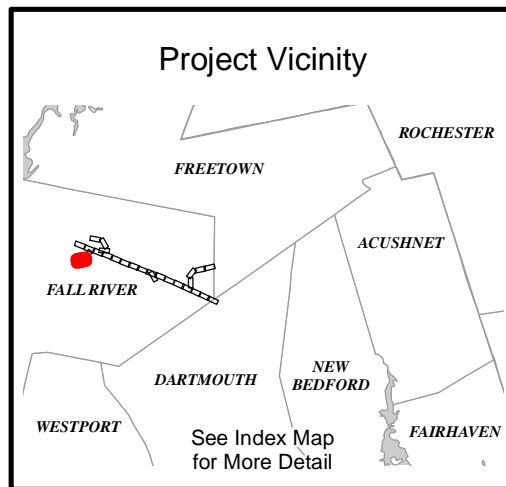 Project Vicinity
ROCHESTER
FREETOWN
ACUSHNET
FALL RIVER
DARTMOUTH
NEW
BEDFORD
WESTPORT
FAIRHAVEN
See Index Map
for More Detail